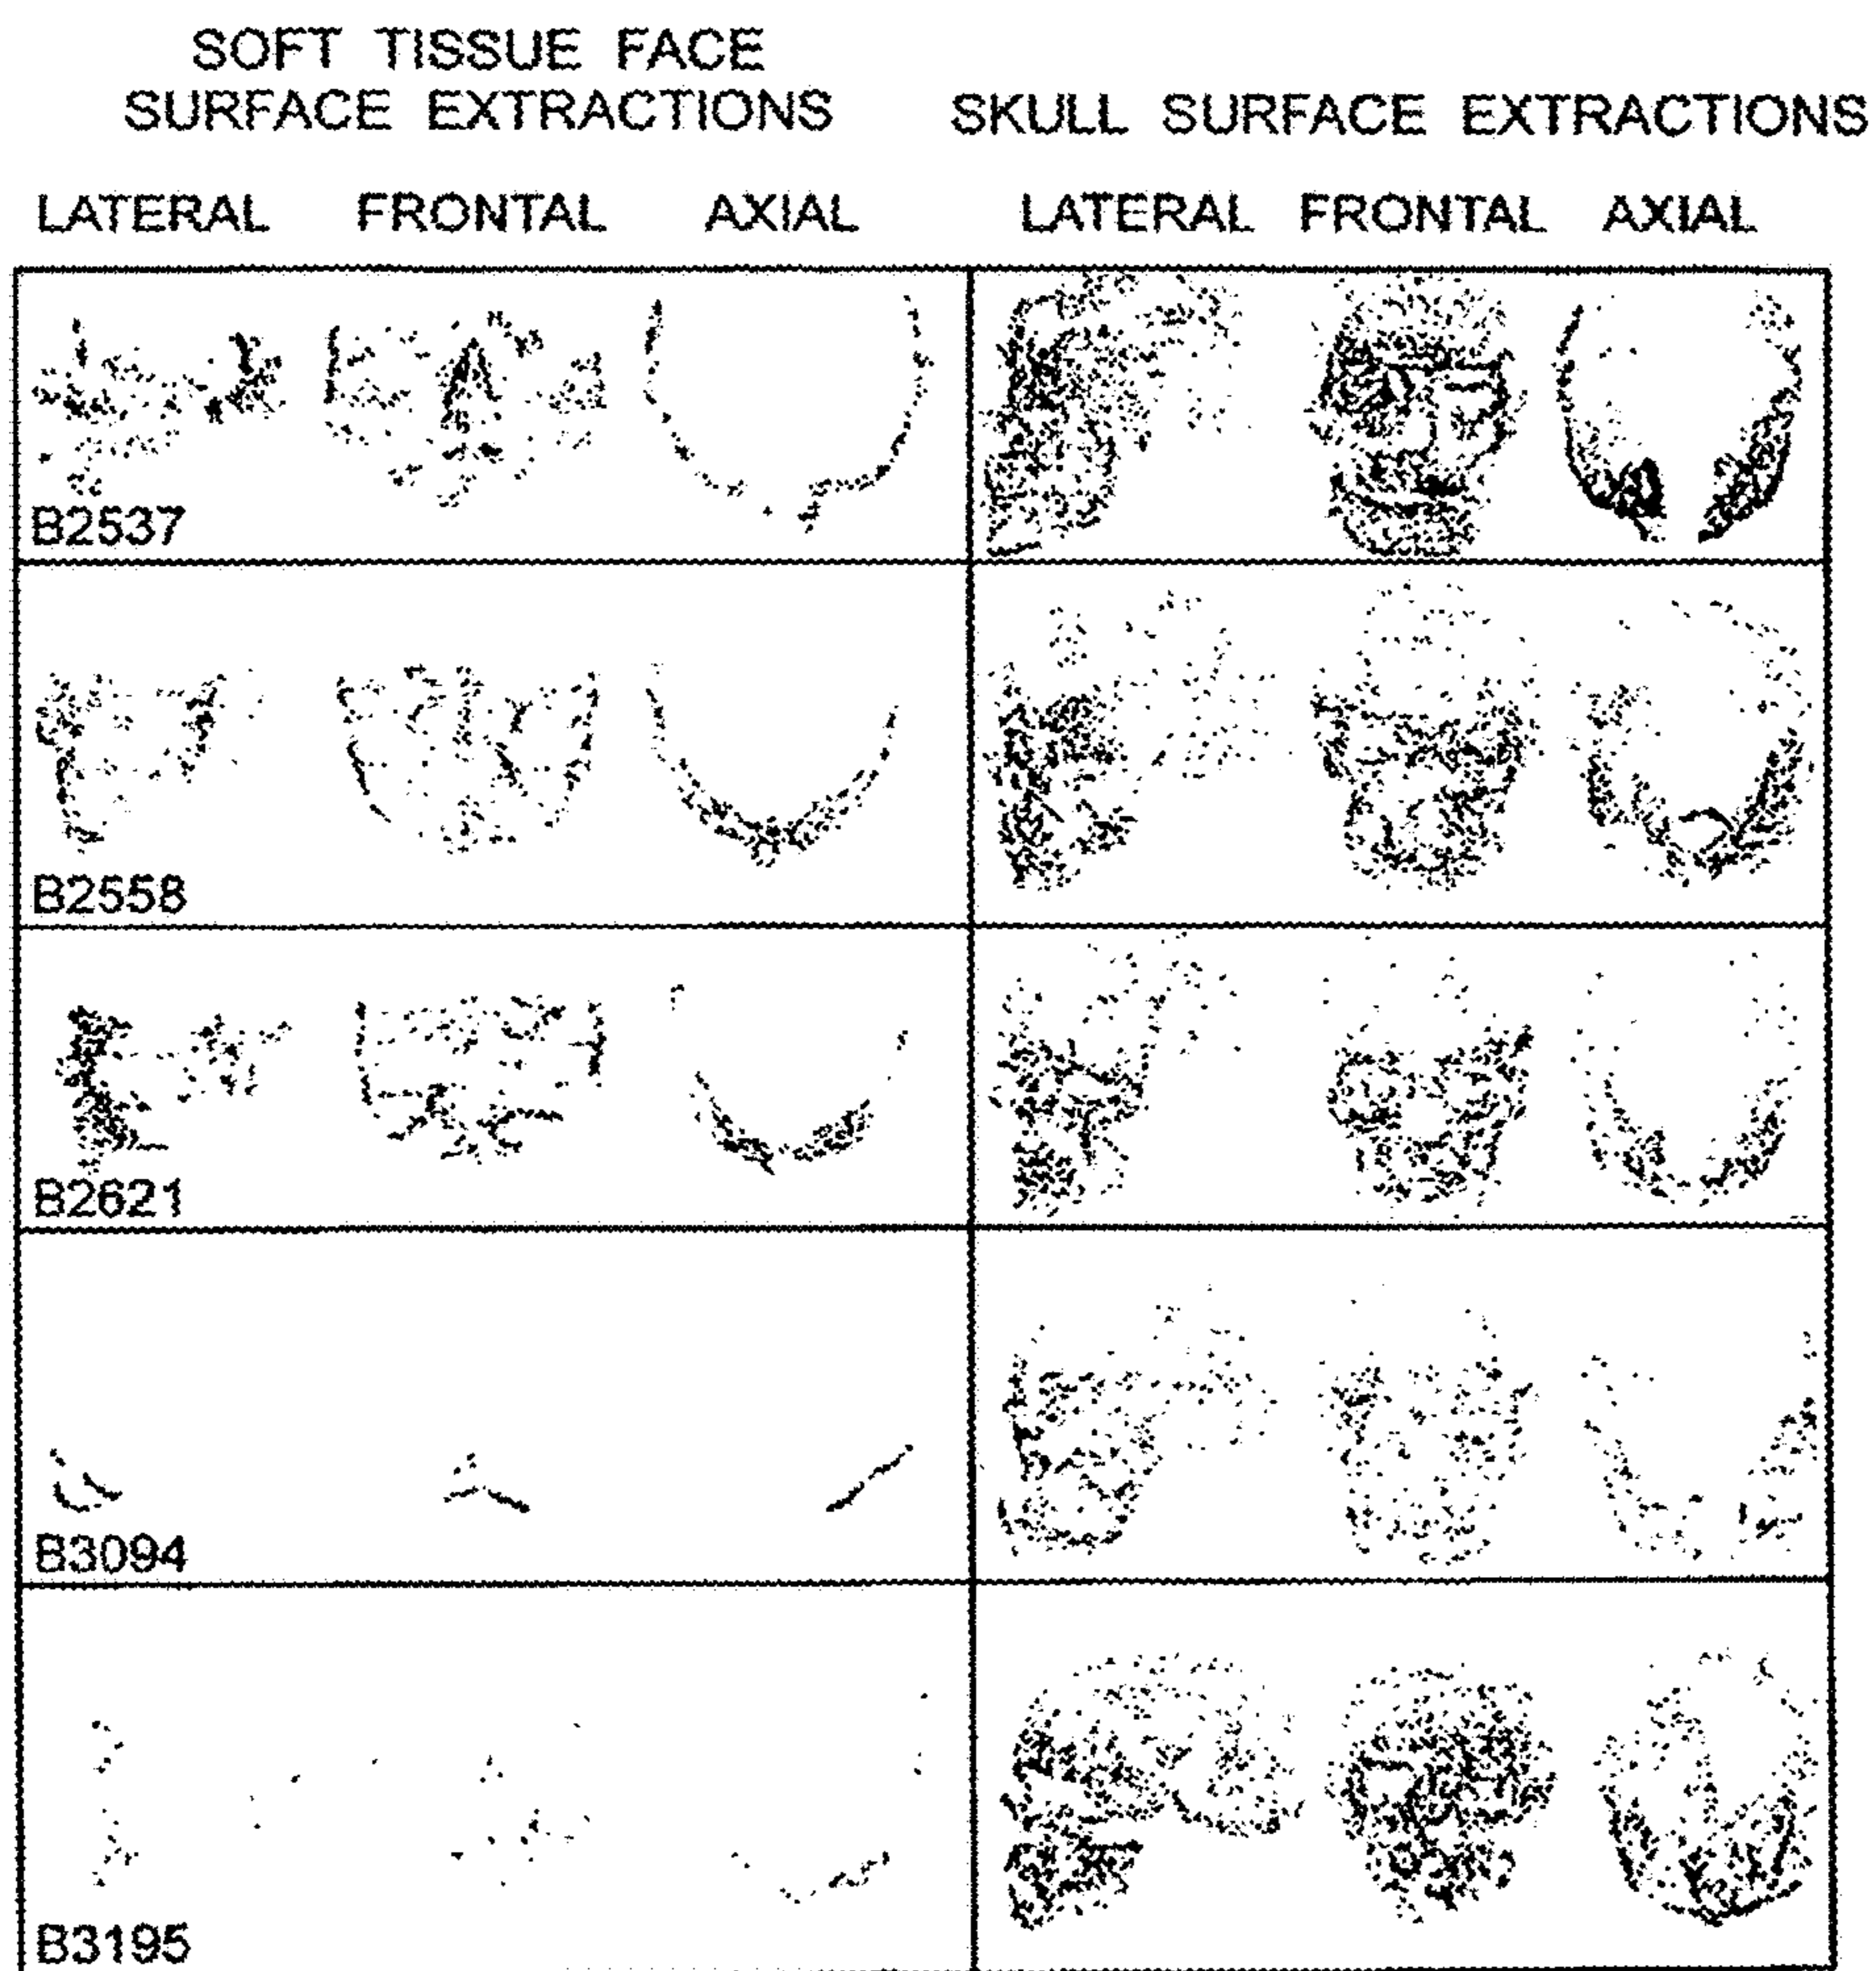 SOFT TISSUE FACE
SURFACE EXTRACTIONS
SKULL SURFACE EXTRACTIONS
LATERAL FRONTAL AXIAL LATERAL FRONTAL AXIAL
B2537
B2558
B2621
B3094
B3195